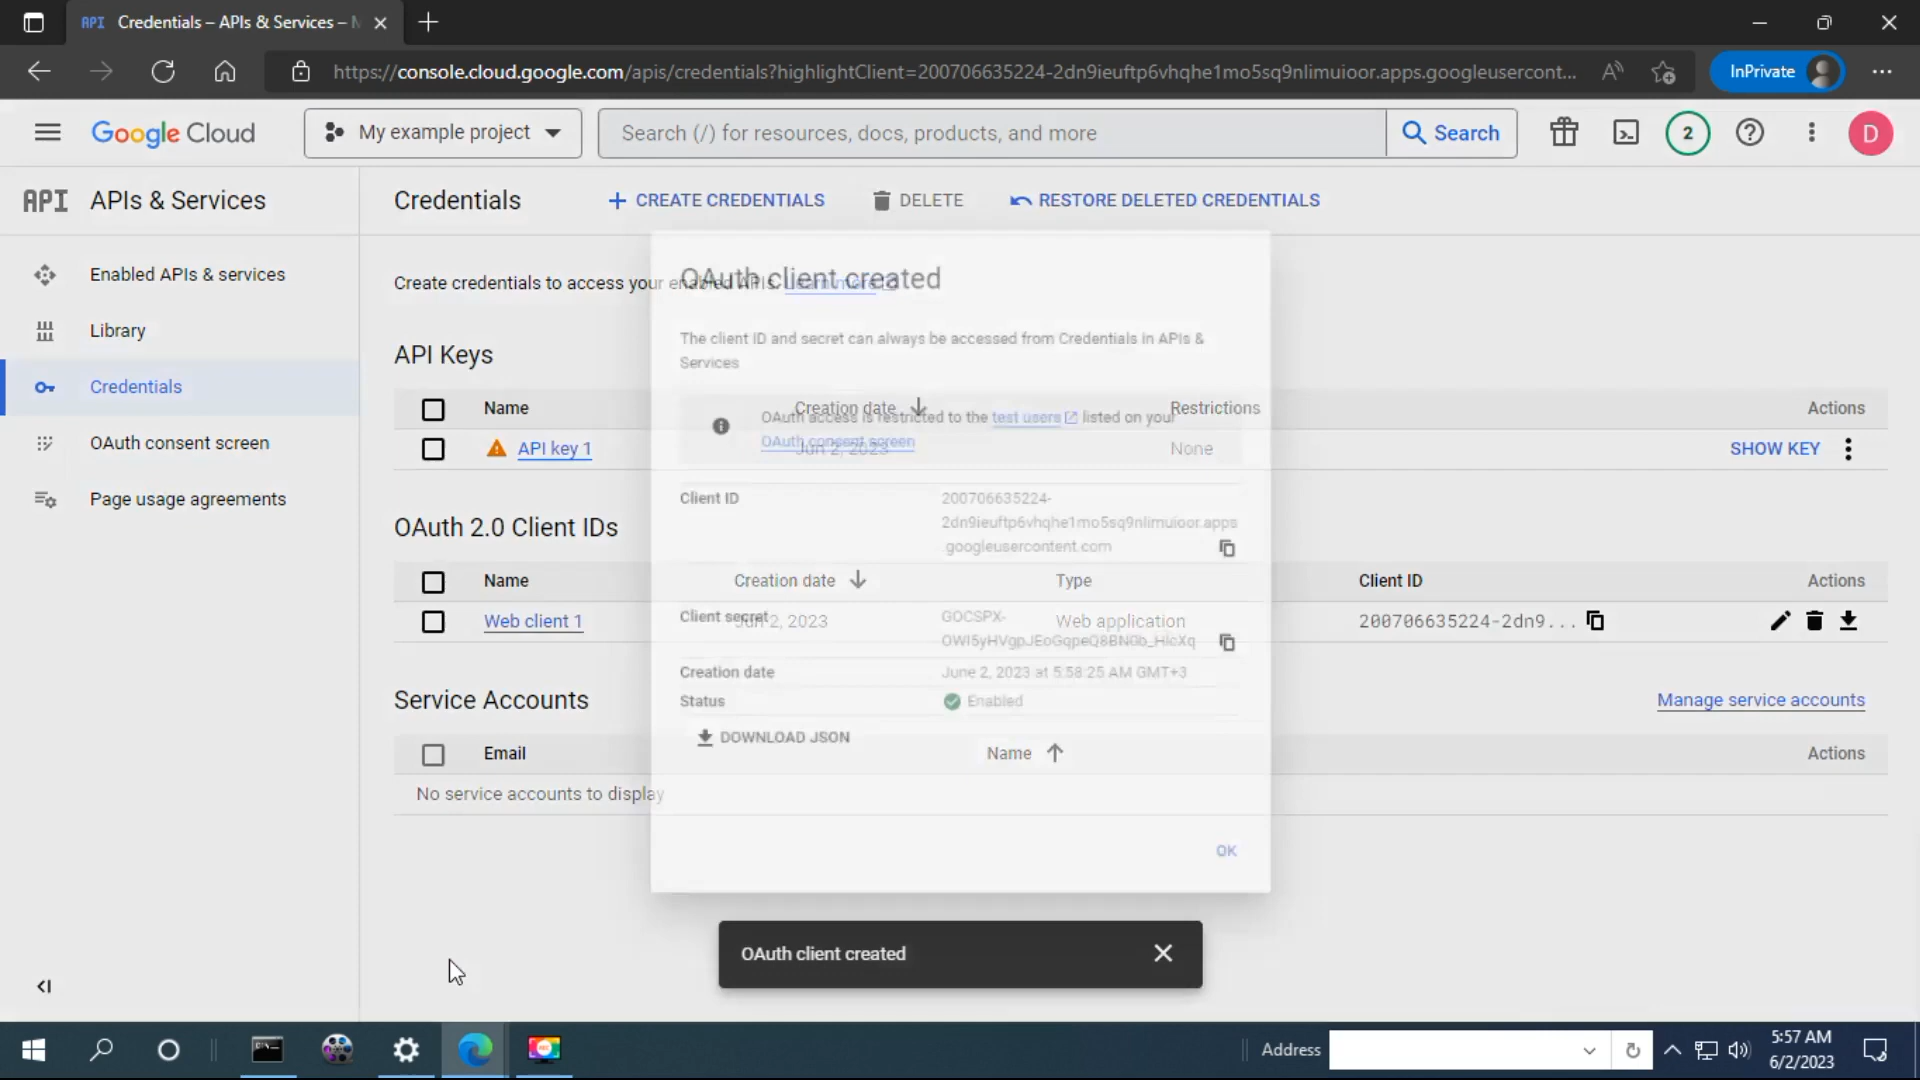 API Credentials – APIs & Services –
https://console.cloud.google.com/apis/credentials?highlightClient=200706635224-2dn9ieuftp6vhqhe1mo5sq9nlimuioor.apps.googleusercont...
InPrivate
Google Cloud
My example project
Search (/) for resources, docs, products, and more
Search
2
D
API APIs & Services
Credentials
CREATE CREDENTIALS
DELETE
RESTORE DELETED CREDENTIALS
Enabled APIs & services
Library
Credentials
OAuth consent screen
Page usage agreements
Create credentials to access your enabled APIs. Learn more
API Keys
Name Creation date Restrictions Actions
API key 1 Jun 2, 2023 None SHOW KEY
OAuth 2.0 Client IDs
Name Creation date Type Client ID Actions
Web client 1 Jun 2, 2023 Web application 200706635224-2dn9...
Service Accounts
Manage service accounts
Email Name Actions
No service accounts to display
OAuth client created
The client ID and secret can always be accessed from Credentials in APIs &
Services
OAuth access is restricted to the test users listed on your
OAuth consent screen
Client ID 200706635224-
2dn9ieuftp6vhqhe1mo5sq9nlimuioor.apps
.googleusercontent.com
Client secret GOCSPX-
Creation date June 2, 2023 at 5:58:25 AM GMT+3
Status Enabled
DOWNLOAD JSON
OK
OAuth client created
Address
5:57 AM
6/2/2023